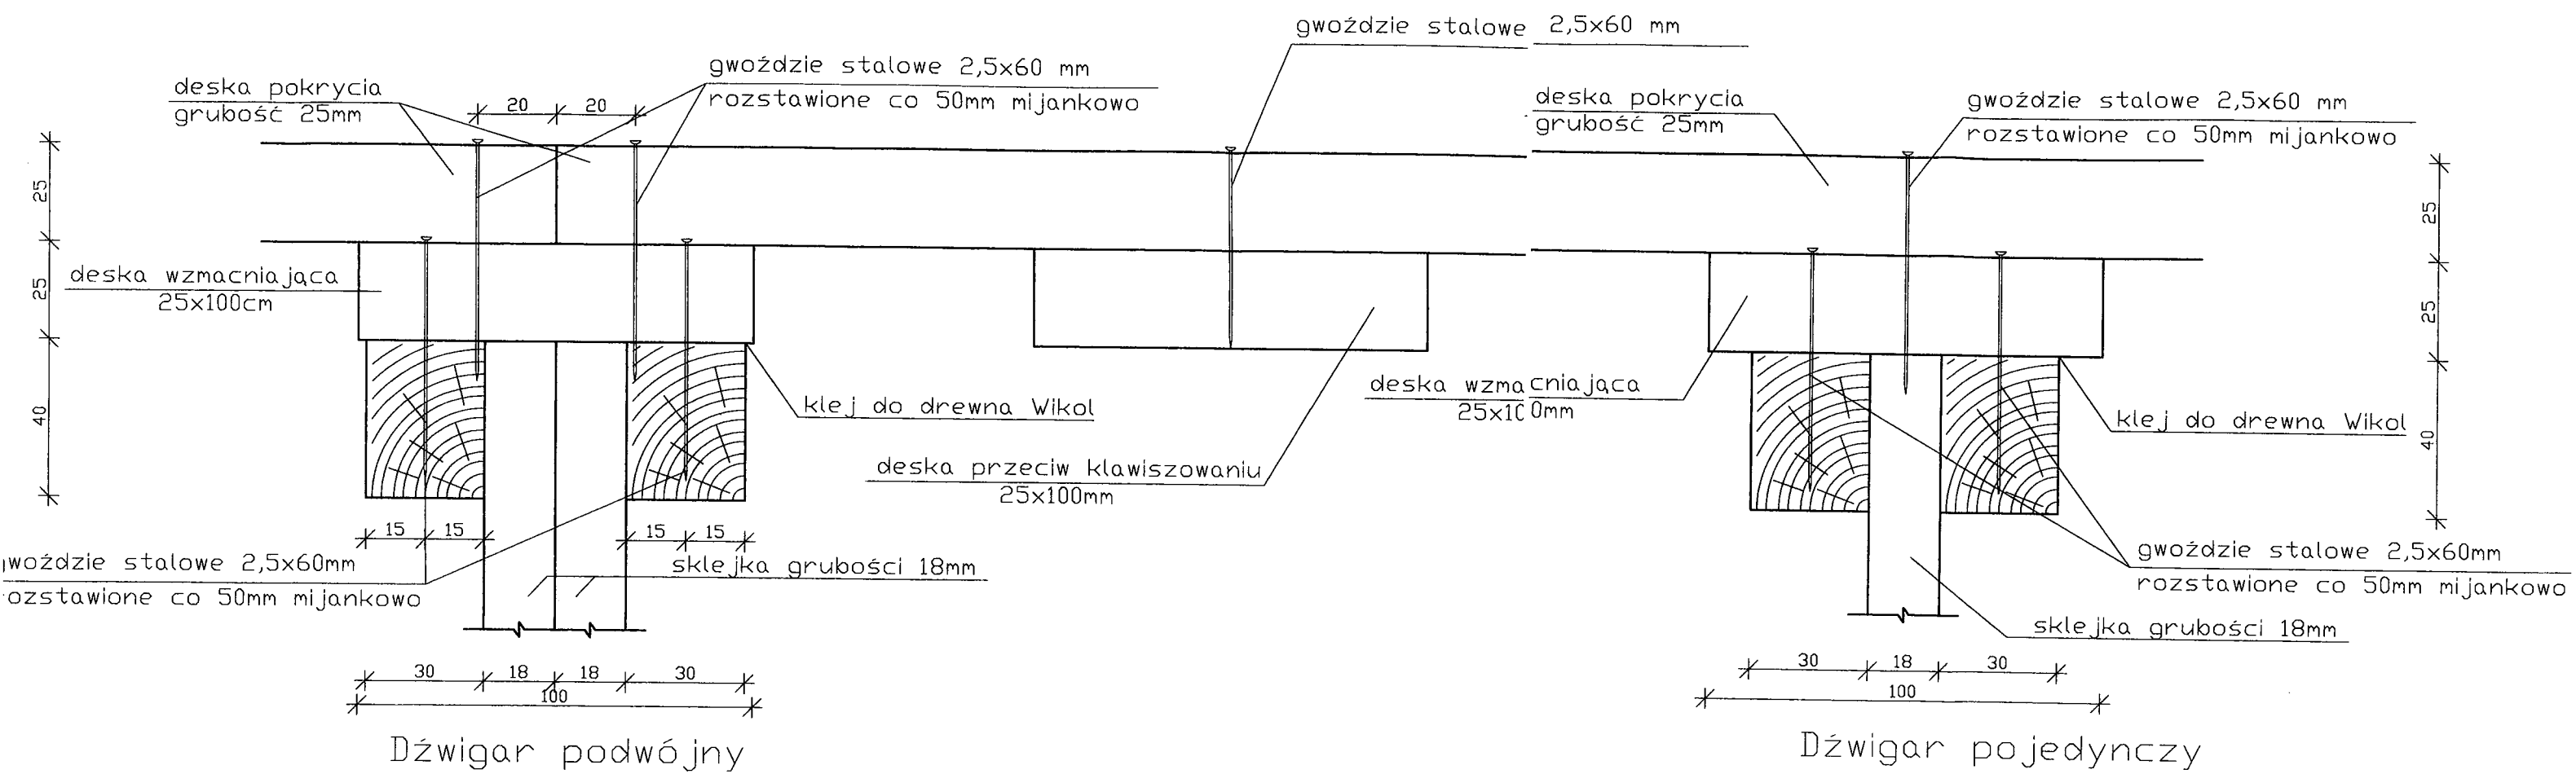 gwoździe stalowe 2,5x60 mm
gwoździe stalowe 2,5x60 mm
rozstawione co 50mm mijankowo
deska pokrycia
grubość 25mm
20
20
deska pokrycia
grubość 25mm
gwoździe stalowe 2,5x60 mm
rozstawione co 50mm mijankowo
25
25
40
deska wzmacniająca
25x100cm
klej do drewna Wikol
deska wzmacniająca
25x100mm
deska przeciw klawiszowaniu
25x100mm
25
25
40
klej do drewna Wikol
15
15
15
15
woździe stalowe 2,5x60mm
ozstawione co 50mm mijankowo
sklejka grubości 18mm
gwoździe stalowe 2,5x60mm
rozstawione co 50mm mijankowo
sklejka grubości 18mm
30
18
18
30
100
30
18
30
100
Dźwigar podwójny
Dźwigar pojedynczy